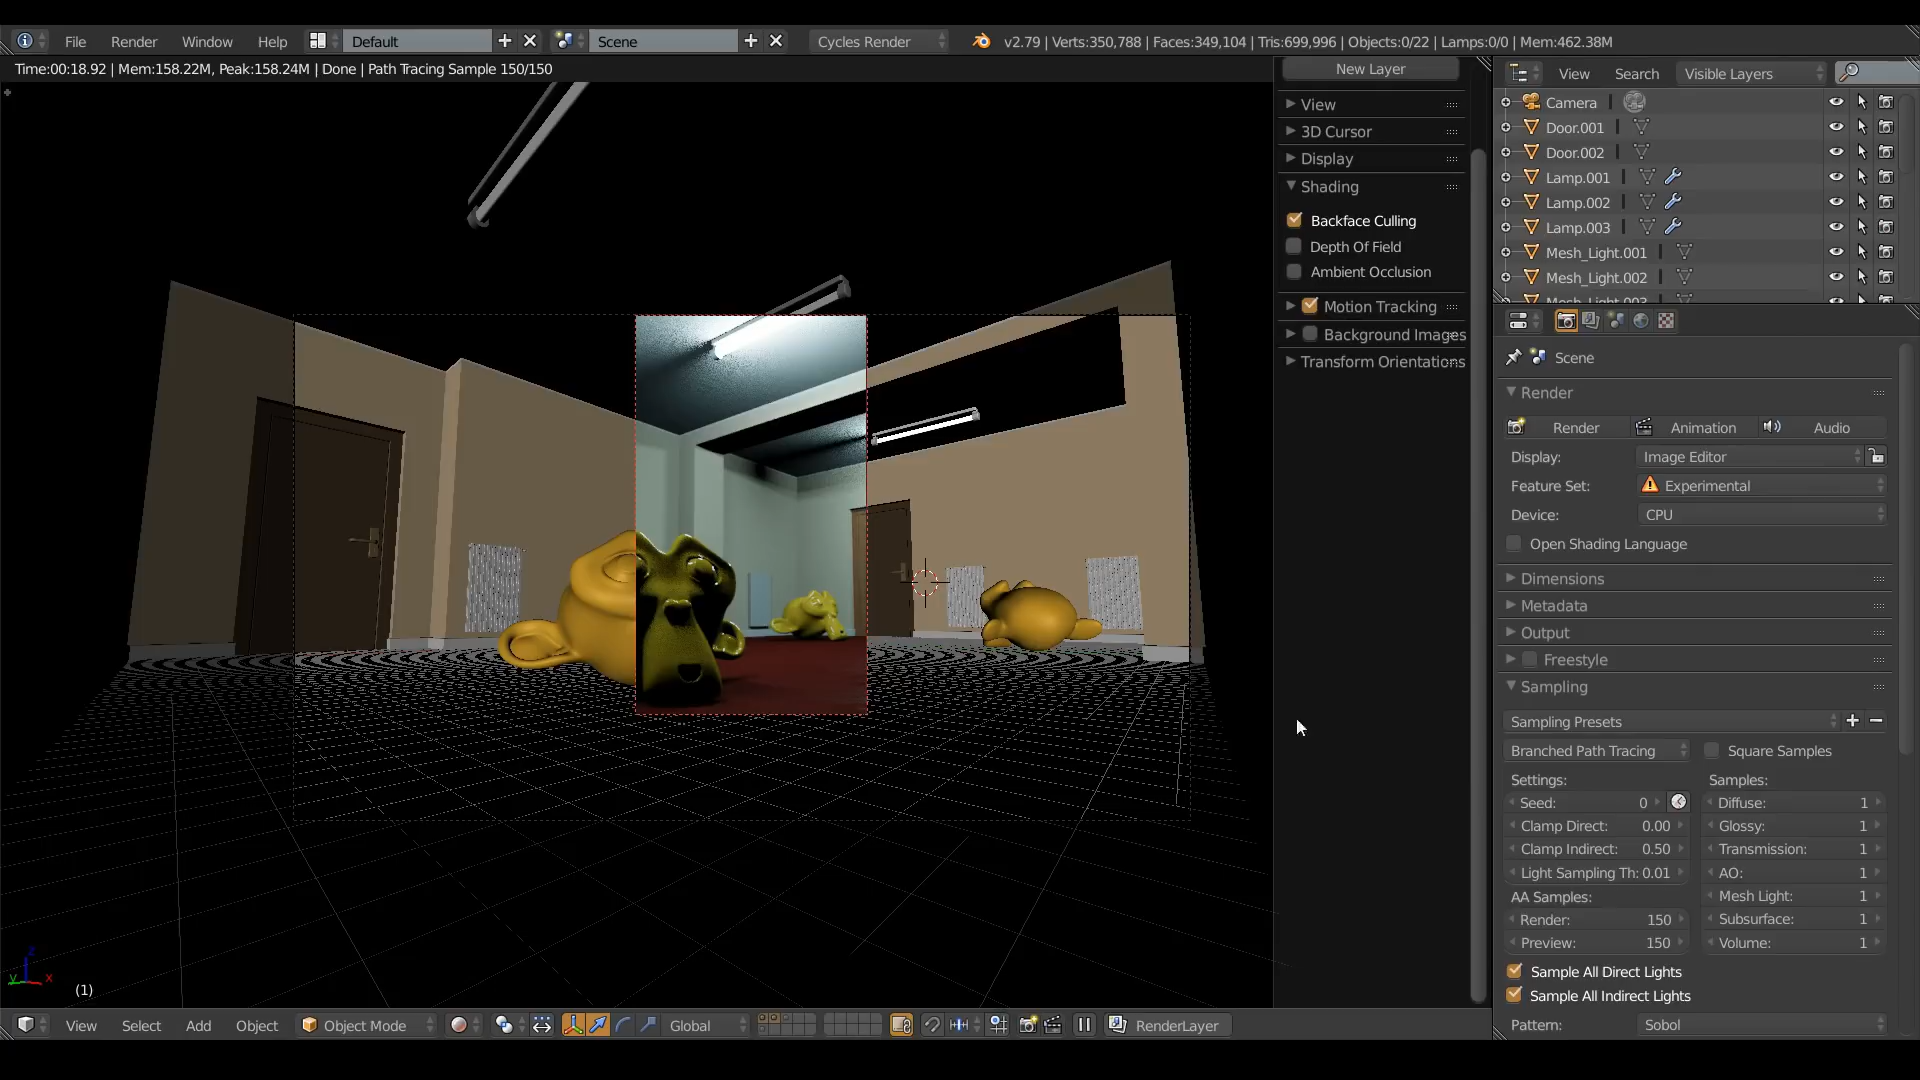 File Render Window Help Default Scene Cycles Render v2.79 | Verts:350,788 | Faces:349,104 | Tris:699,996 | Objects:0/22 | Lamps:0/0 | Mem:462.38M
Time:00:18.92 | Mem:158.22M, Peak:158.24M | Done | Path Tracing Sample 150/150
New Layer
View
3D Cursor
Display
Shading
Backface Culling
Depth Of Field
Ambient Occlusion
Motion Tracking
Background Images
Transform Orientations
View Search Visible Layers
Camera
Door.001
Door.002
Lamp.001
Lamp.002
Lamp.003
Mesh_Light.001
Mesh_Light.002
Mesh_Light.003
Scene
Render
Render Animation Audio
Display: Image Editor
Feature Set: Experimental
Device: CPU
Open Shading Language
Dimensions
Metadata
Output
Freestyle
Sampling
Sampling Presets
Branched Path Tracing Square Samples
Settings: Samples:
Seed: 0 Diffuse: 1
Clamp Direct: 0.00 Glossy: 1
Clamp Indirect: 0.50 Transmission: 1
Light Sampling Th: 0.01 AO: 1
AA Samples: Mesh Light: 1
Render: 150 Subsurface: 1
Preview: 150 Volume: 1
Sample All Direct Lights
Sample All Indirect Lights
Pattern: Sobol
z
y x
(1)
View Select Add Object Object Mode Global RenderLayer